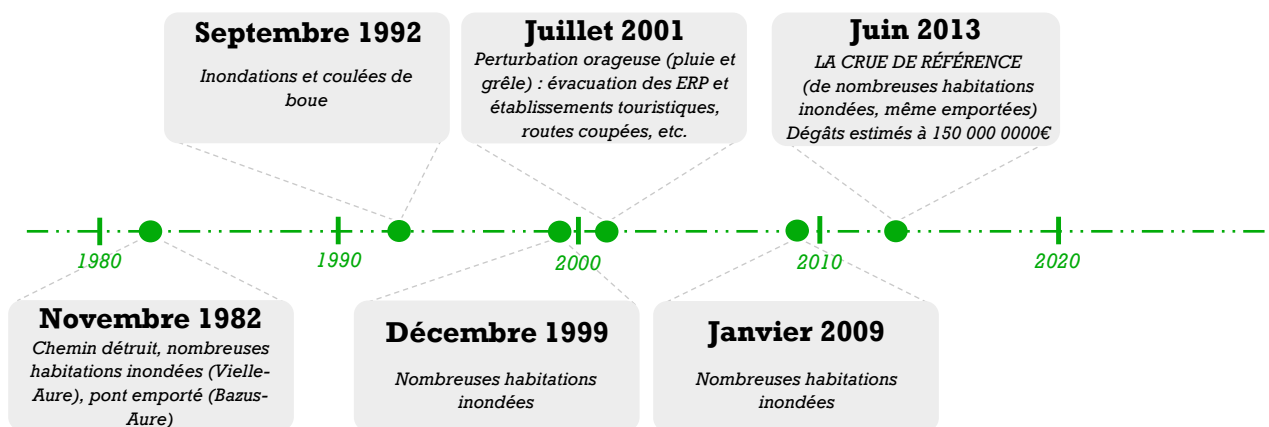 Septembre 1992
Inondations et coulées de
boue
Juillet 2001
Perturbation orageuse (pluie et
grêle) : évacuation des ERP et
établissements touristiques,
routes coupées, etc.
Juin 2013
LA CRUE DE RÉFÉRENCE
(de nombreuses habitations
inondées, même emportées)
Dégâts estimés à 150 000 0000€
1980
1990
2000
2010
2020
Novembre 1982
Chemin détruit, nombreuses
habitations inondées (Vielle-
Aure), pont emporté (Bazus-
Aure)
Décembre 1999
Nombreuses habitations
inondées
Janvier 2009
Nombreuses habitations
inondées